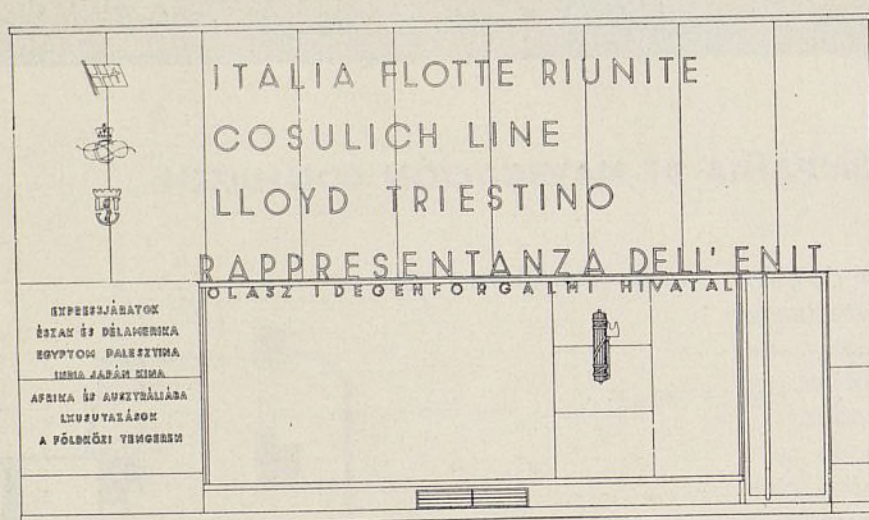 ITALIA FLOTTE RIUNITE
COSULICH LINE
LLOYD TRIESTINO
RAPPRESENTANZA DELL' ENIT
OLASZ IDEGENFORGALMI HIVATAL
EXPRESSJÁRATOK
ÉSZAK ÉS DÉLAMERIKA
EGYPTOM PALESZTINA
INDIA JAPÁN KINA
AFRIKA ÉS AUSZTRÁLIÁBA
LXUSUTAZÁSOK
A FÖLDKÖZI TENGEREN